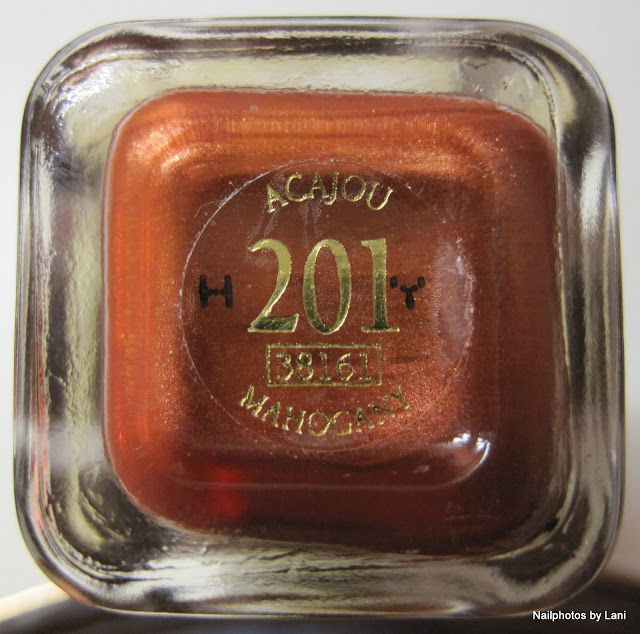 ACAJOU
H 201 'Y'
38161
MAHOGANY
Nailphotos by Lani